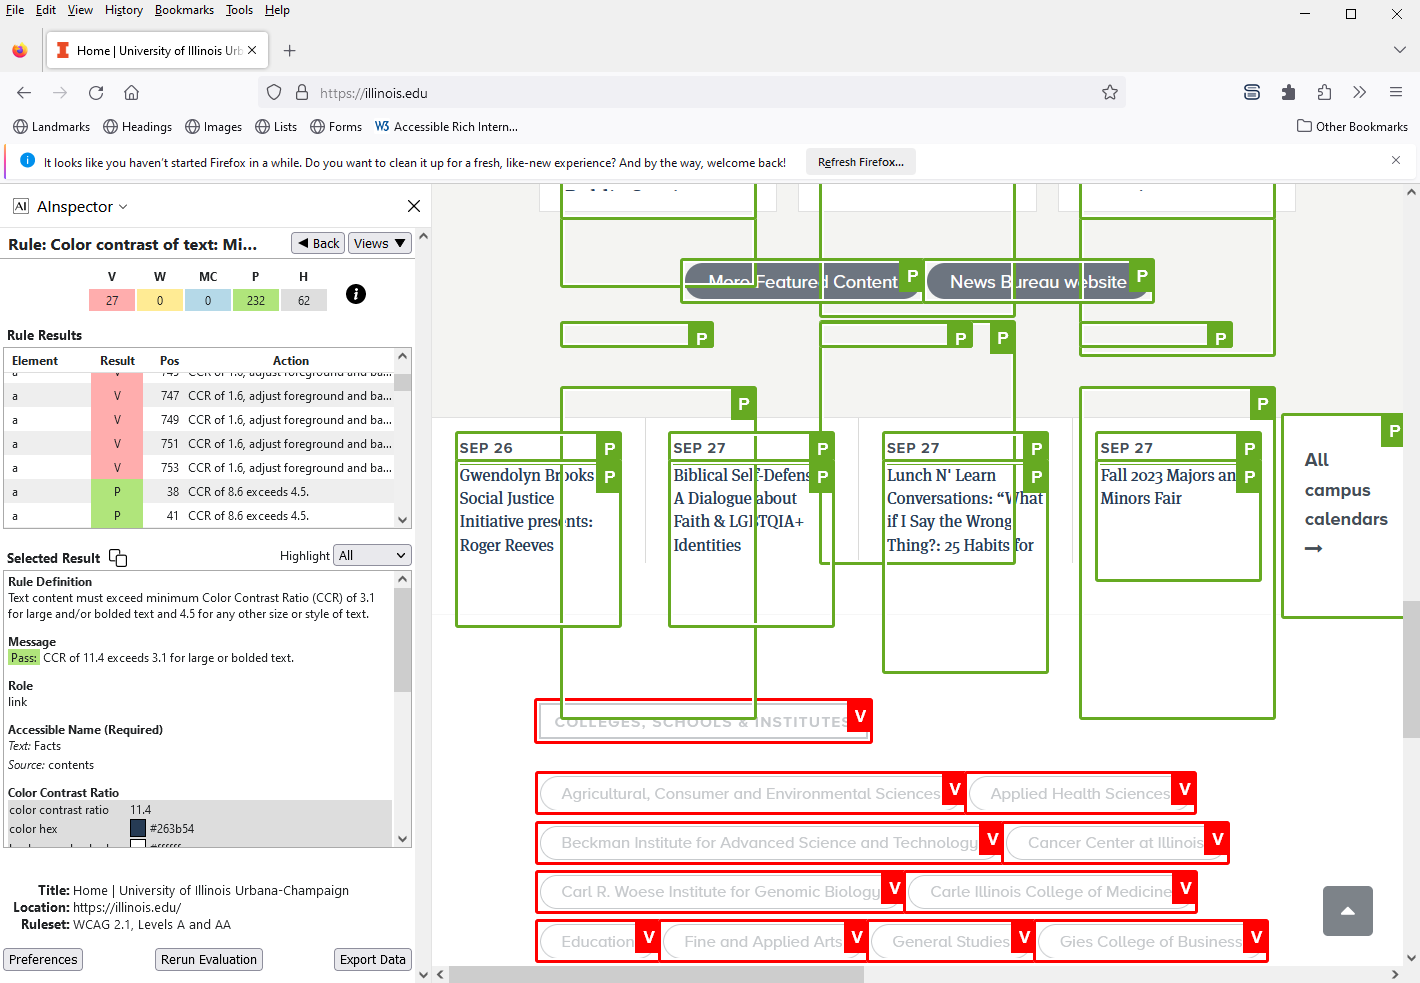 File Edit View History Bookmarks Tools Help
Home | University of Illinois Urb
https://illinois.edu
Landmarks Headings Images Lists Forms W3 Accessible Rich Intern... Other Bookmarks
It looks like you haven't started Firefox in a while. Do you want to clean it up for a fresh, like-new experience? And by the way, welcome back! Refresh Firefox...
AI AInspector
Rule: Color contrast of text: Mi... ◀ Back Views ▼
V W MC P H
27 0 0 232 62
Rule Results
Element Result Pos Action
a V 747 CCR of 1.6, adjust foreground and ba...
a V 749 CCR of 1.6, adjust foreground and ba...
a V 751 CCR of 1.6, adjust foreground and ba...
a V 753 CCR of 1.6, adjust foreground and ba...
a P 38 CCR of 8.6 exceeds 4.5.
a P 41 CCR of 8.6 exceeds 4.5.
Selected Result Highlight All
Rule Definition
Text content must exceed minimum Color Contrast Ratio (CCR) of 3.1
for large and/or bolded text and 4.5 for any other size or style of text.
Message
Pass: CCR of 11.4 exceeds 3.1 for large or bolded text.
Role
link
Accessible Name (Required)
Text: Facts
Source: contents
Color Contrast Ratio
color contrast ratio 11.4
color hex #263b54
Title: Home | University of Illinois Urbana-Champaign
Location: https://illinois.edu/
Ruleset: WCAG 2.1, Levels A and AA
Preferences Rerun Evaluation Export Data
More Featured Content P News Bureau website P
P P P P
P P P
SEP 26 P
Gwendolyn Brooks P
Social Justice
Initiative presents:
Roger Reeves
SEP 27 P
Biblical Self-Defens P
A Dialogue about
Faith & LGBTQIA+
Identities
SEP 27 P
Lunch N' Learn P
Conversations: “What
if I Say the Wrong
Thing?: 25 Habits for
SEP 27 P
Fall 2023 Majors an P
Minors Fair
All
campus
calendars
→
COLLEGES, SCHOOLS & INSTITUTES V
Agricultural, Consumer and Environmental Sciences V Applied Health Sciences V
Beckman Institute for Advanced Science and Technology V Cancer Center at Illinois V
Carl R. Woese Institute for Genomic Biology V Carle Illinois College of Medicine V
Education V Fine and Applied Arts V General Studies V Gies College of Business V